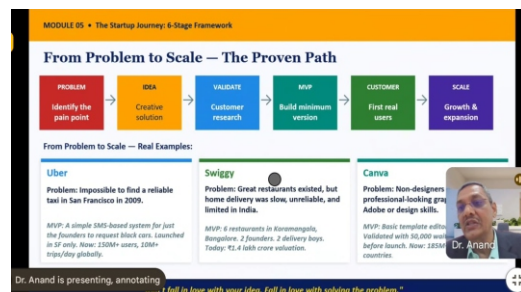 MODULE 05 • The Startup Journey: 6-Stage Framework
From Problem to Scale — The Proven Path
PROBLEM
Identify the
pain point
IDEA
Creative
solution
VALIDATE
Customer
research
MVP
Build minimum
version
CUSTOMER
First real
users
SCALE
Growth &
expansion
From Problem to Scale — Real Examples:
Uber
Problem: Impossible to find a reliable
taxi in San Francisco in 2009.
MVP: A simple SMS-based system for just
the founders to request black cars. Launched
in SF only. Now: 150M+ users, 10M+
trips/day globally.
Swiggy
Problem: Great restaurants existed, but
home delivery was slow, unreliable, and
limited in India.
MVP: 6 restaurants in Koramangala,
Bangalore. 2 founders. 2 delivery boys.
Today: ₹1.4 lakh crore valuation.
Canva
Problem: Non-designers
professional-looking
Adobe or design skills.
MVP: Basic template
Validated with 50,000
before launch. Now:
countries.
Dr. Anand
Dr. Anand is presenting, annotating
fall in love with your idea. Fall in love with solving the problem."